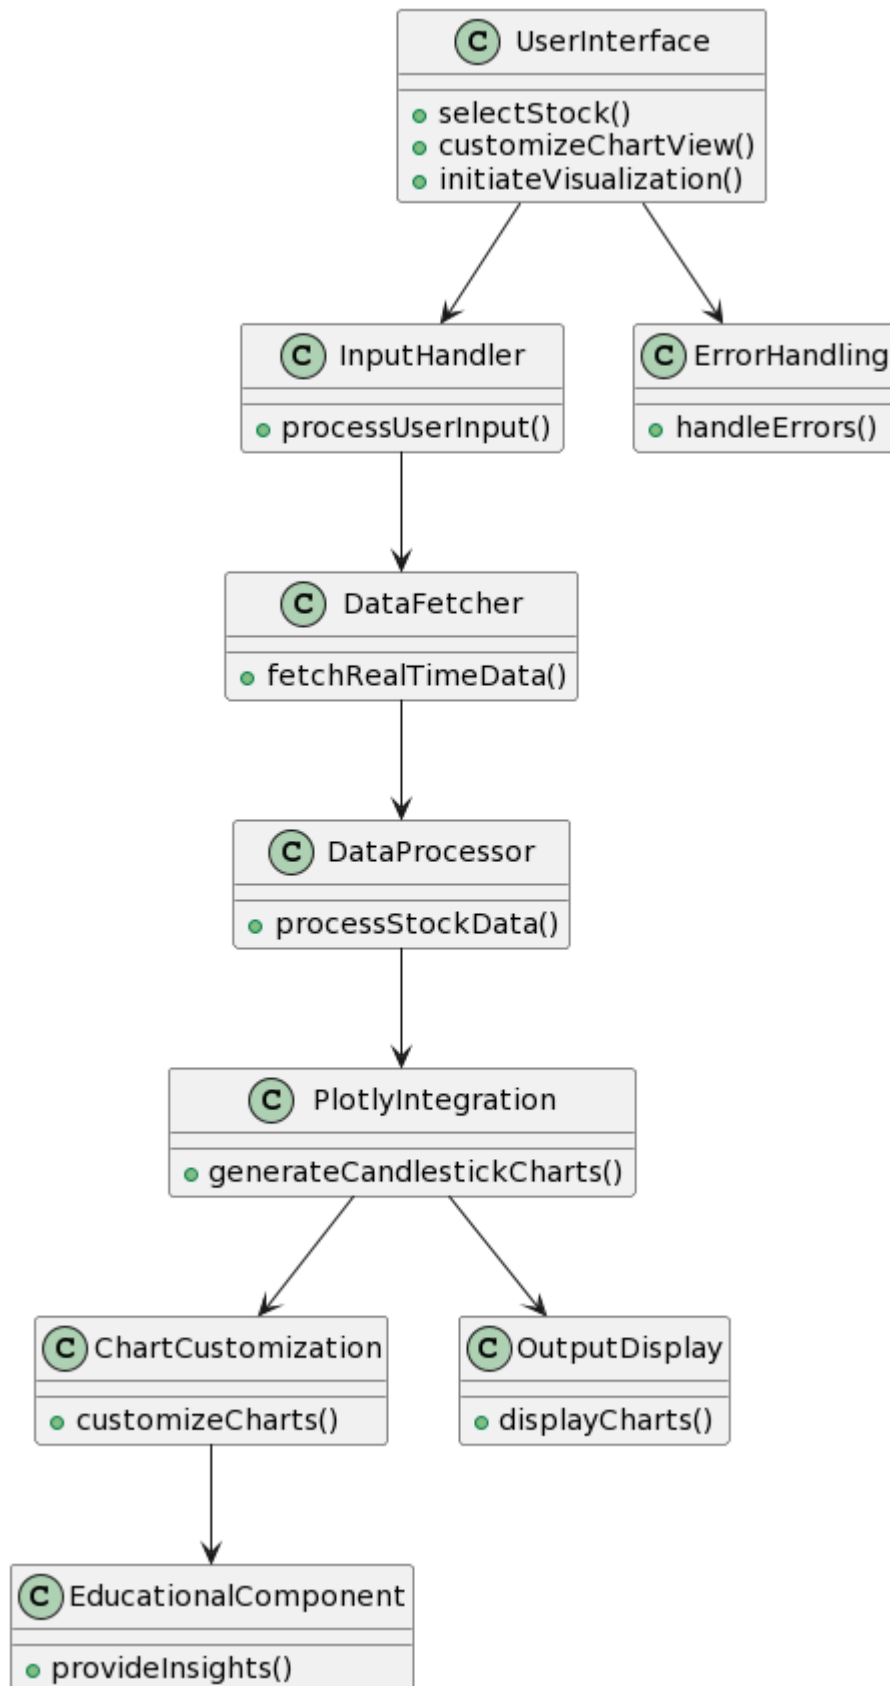 C UserInterface
selectStock()
customizeChartView()
initiateVisualization()
C InputHandler
processUserInput()
C ErrorHandling
handleErrors()
C DataFetcher
fetchRealTimeData()
C DataProcessor
processStockData()
C PlotlyIntegration
generateCandlestickCharts()
C ChartCustomization
customizeCharts()
C OutputDisplay
displayCharts()
C EducationalComponent
provideInsights()